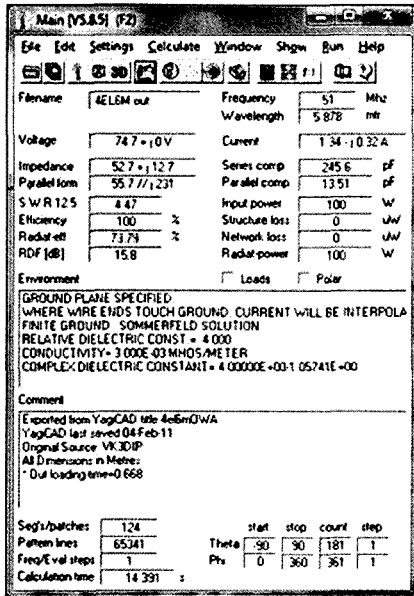 Main [V5.8.5] (F2)
File Edit Settings Calculate Window Show Run Help
Filename 4EL6M.out Frequency 51 Mhz
Wavelength 5.878 mtr
Voltage 74.7 + j 0 V Current 1.34 - j 0.32 A
Impedance 52.7 + j 12.7 Series comp 245.6 pF
Parallel form 55.7 // j 231 Parallel comp 13.51 pF
S.W.R.12.5 4.47 Input power 100 W
Efficiency 100 % Structure loss 0 uW
Radiat-eff 73.79 % Network loss 0 uW
RDF [dB] 15.8 Radiat-power 100 W
Environment Loads Polar
GROUND PLANE SPECIFIED.
WHERE WIRE ENDS TOUCH GROUND, CURRENT WILL BE INTERPOLA
FINITE GROUND. SOMMERFELD SOLUTION
RELATIVE DIELECTRIC CONST.= 4.000
CONDUCTIVITY= 3.000E-03 MHOS/METER
COMPLEX DIELECTRIC CONSTANT= 4.00000E+00-1.05741E+00
Comment
Exported from YagiCAD title 4el6mOWA
YagiCAD last saved 04-Feb-11
Original Source: VK3DIP
All Dimensions in Metres
* Out loading time=0.668
Seg's/patches 124 start stop count step
Pattern lines 65341 Theta -90 90 181 1
Freq/Eval steps 1 Phi 0 360 361 1
Calculation time 14.391 s